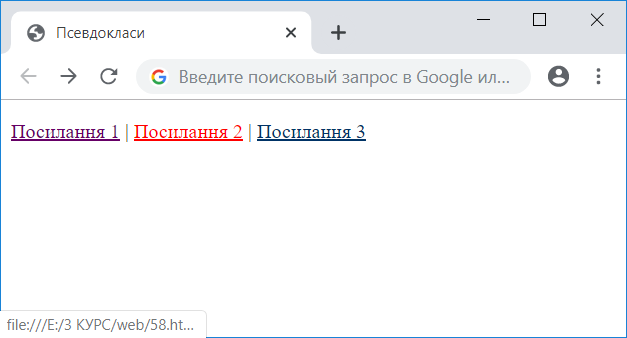 Псевдокласи
Введите поисковый запрос в Google ил...
Посилання 1 | Посилання 2 | Посилання 3
file:///E:/3 КУРС/web/58.ht...